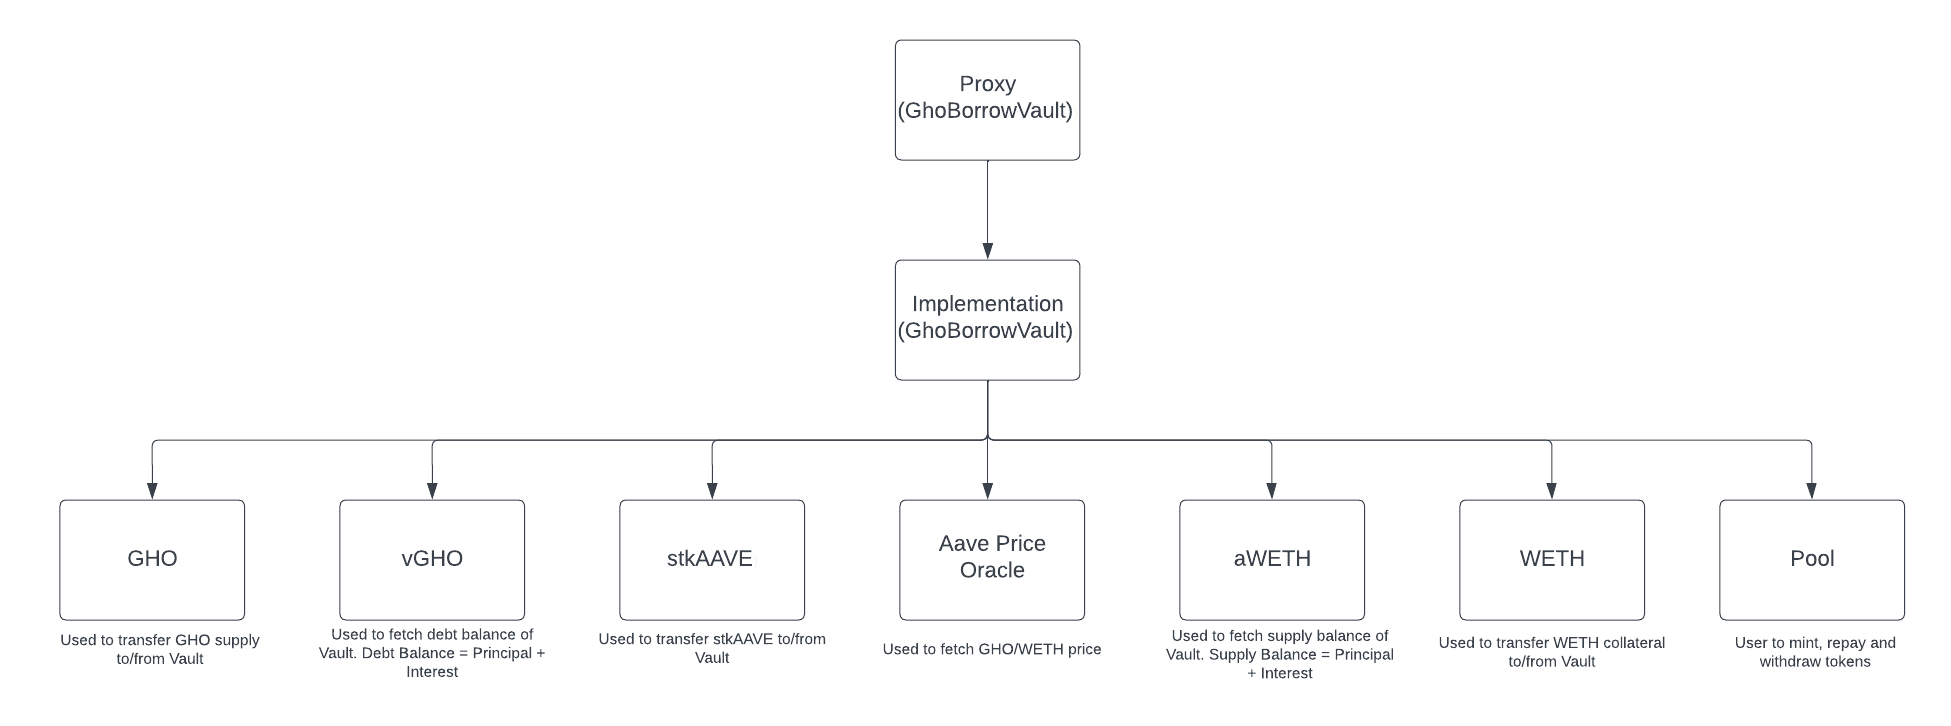 Proxy
(GhoBorrowVault)
Implementation
(GhoBorrowVault)
GHO
vGHO
stkAAVE
Aave Price
Oracle
aWETH
WETH
Pool
Used to transfer GHO supply
to/from Vault
Used to fetch debt balance of
Vault. Debt Balance = Principal +
Interest
Used to transfer stkAAVE to/from
Vault
Used to fetch GHO/WETH price
Used to fetch supply balance of
Vault. Supply Balance = Principal
+ Interest
Used to transfer WETH collateral
to/from Vault
User to mint, repay and
withdraw tokens